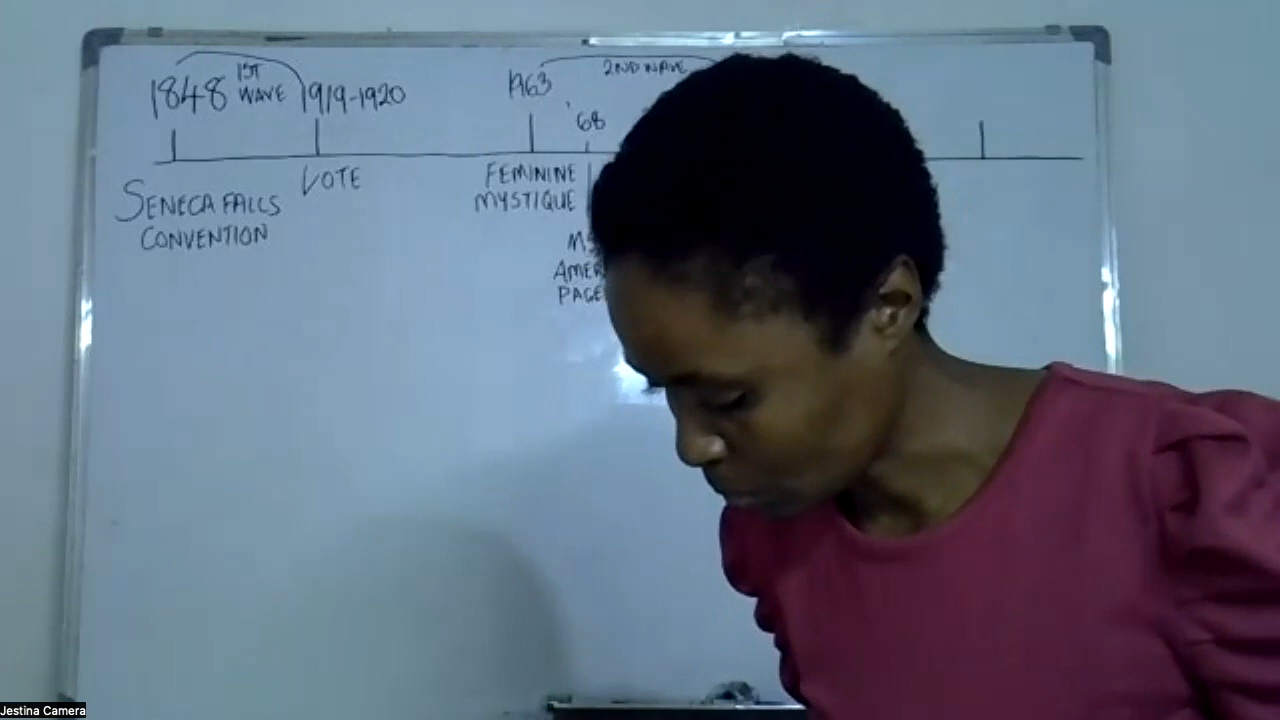 1848 1ST WAVE 1919-1920 1963 2ND WAVE
'68
SENECA FALLS CONVENTION
VOTE
FEMININE
MYSTIQUE
Jestina Camera